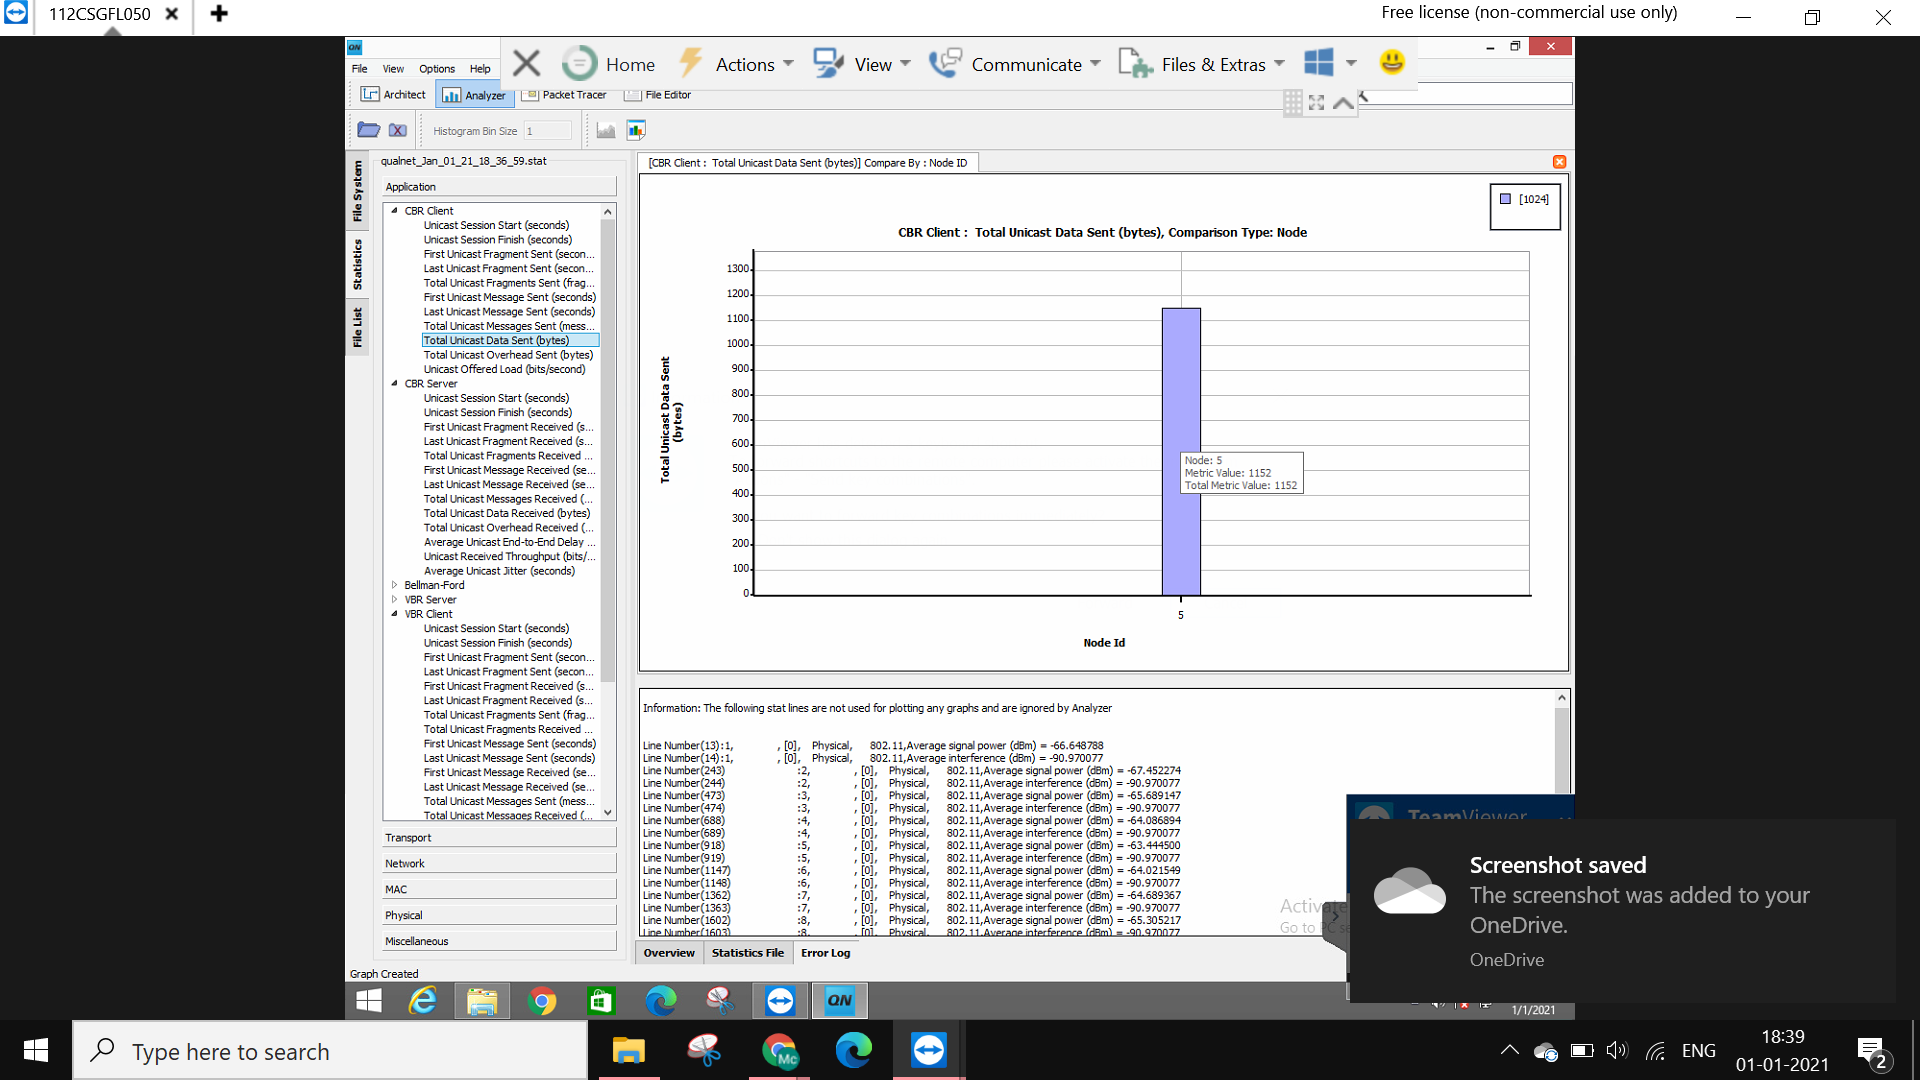 112CSGFL050
Free license (non-commercial use only)
QN
File View Options Help
Home Actions View Communicate Files & Extras
Architect Analyzer Packet Tracer File Editor
Histogram Bin Size 1
File System
Statistics
File List
qualnet_Jan_01_21_18_36_59.stat
Application
CBR Client
Unicast Session Start (seconds)
Unicast Session Finish (seconds)
First Unicast Fragment Sent (secon...
Last Unicast Fragment Sent (secon...
Total Unicast Fragments Sent (frag...
First Unicast Message Sent (seconds)
Last Unicast Message Sent (seconds)
Total Unicast Messages Sent (mess...
Total Unicast Data Sent (bytes)
Total Unicast Overhead Sent (bytes)
Unicast Offered Load (bits/second)
CBR Server
Unicast Session Start (seconds)
Unicast Session Finish (seconds)
First Unicast Fragment Received (s...
Last Unicast Fragment Received (s...
Total Unicast Fragments Received ...
First Unicast Message Received (se...
Last Unicast Message Received (se...
Total Unicast Messages Received (...
Total Unicast Data Received (bytes)
Total Unicast Overhead Received (...
Average Unicast End-to-End Delay ...
Unicast Received Throughput (bits/...
Average Unicast Jitter (seconds)
Bellman-Ford
VBR Server
VBR Client
Unicast Session Start (seconds)
Unicast Session Finish (seconds)
First Unicast Fragment Sent (secon...
Last Unicast Fragment Sent (secon...
First Unicast Fragment Received (s...
Last Unicast Fragment Received (s...
Total Unicast Fragments Sent (frag...
Total Unicast Fragments Received ...
First Unicast Message Sent (seconds)
Last Unicast Message Sent (seconds)
First Unicast Message Received (se...
Last Unicast Message Received (se...
Total Unicast Messages Sent (mess...
Total Unicast Messages Received (...
Transport
Network
MAC
Physical
Miscellaneous
Graph Created
[CBR Client : Total Unicast Data Sent (bytes)] Compare By : Node ID
[1024]
CBR Client : Total Unicast Data Sent (bytes), Comparison Type: Node
Total Unicast Data Sent
(bytes)
1300
1200
1100
1000
900
800
700
600
500
400
300
200
100
0
Node: 5
Metric Value: 1152
Total Metric Value: 1152
5
Node Id
Information: The following stat lines are not used for plotting any graphs and are ignored by Analyzer
Line Number(13):1, , [0], Physical, 802.11,Average signal power (dBm) = -66.648788
Line Number(14):1, , [0], Physical, 802.11,Average interference (dBm) = -90.970077
Line Number(243) :2, , [0], Physical, 802.11,Average signal power (dBm) = -67.452274
Line Number(244) :2, , [0], Physical, 802.11,Average interference (dBm) = -90.970077
Line Number(473) :3, , [0], Physical, 802.11,Average signal power (dBm) = -65.689147
Line Number(474) :3, , [0], Physical, 802.11,Average interference (dBm) = -90.970077
Line Number(688) :4, , [0], Physical, 802.11,Average signal power (dBm) = -64.086894
Line Number(689) :4, , [0], Physical, 802.11,Average interference (dBm) = -90.970077
Line Number(918) :5, , [0], Physical, 802.11,Average signal power (dBm) = -63.444500
Line Number(919) :5, , [0], Physical, 802.11,Average interference (dBm) = -90.970077
Line Number(1147) :6, , [0], Physical, 802.11,Average signal power (dBm) = -64.021549
Line Number(1148) :6, , [0], Physical, 802.11,Average interference (dBm) = -90.970077
Line Number(1362) :7, , [0], Physical, 802.11,Average signal power (dBm) = -64.689367
Line Number(1363) :7, , [0], Physical, 802.11,Average interference (dBm) = -90.970077
Line Number(1602) :8, , [0], Physical, 802.11,Average signal power (dBm) = -65.305217
Line Number(1603) :8, , [0], Physical, 802.11,Average interference (dBm) = -90.970077
Overview Statistics File Error Log
TeamViewer
Screenshot saved
The screenshot was added to your
OneDrive.
OneDrive
QN
1/1/2021
Type here to search
Mc
ENG
18:39
01-01-2021
2